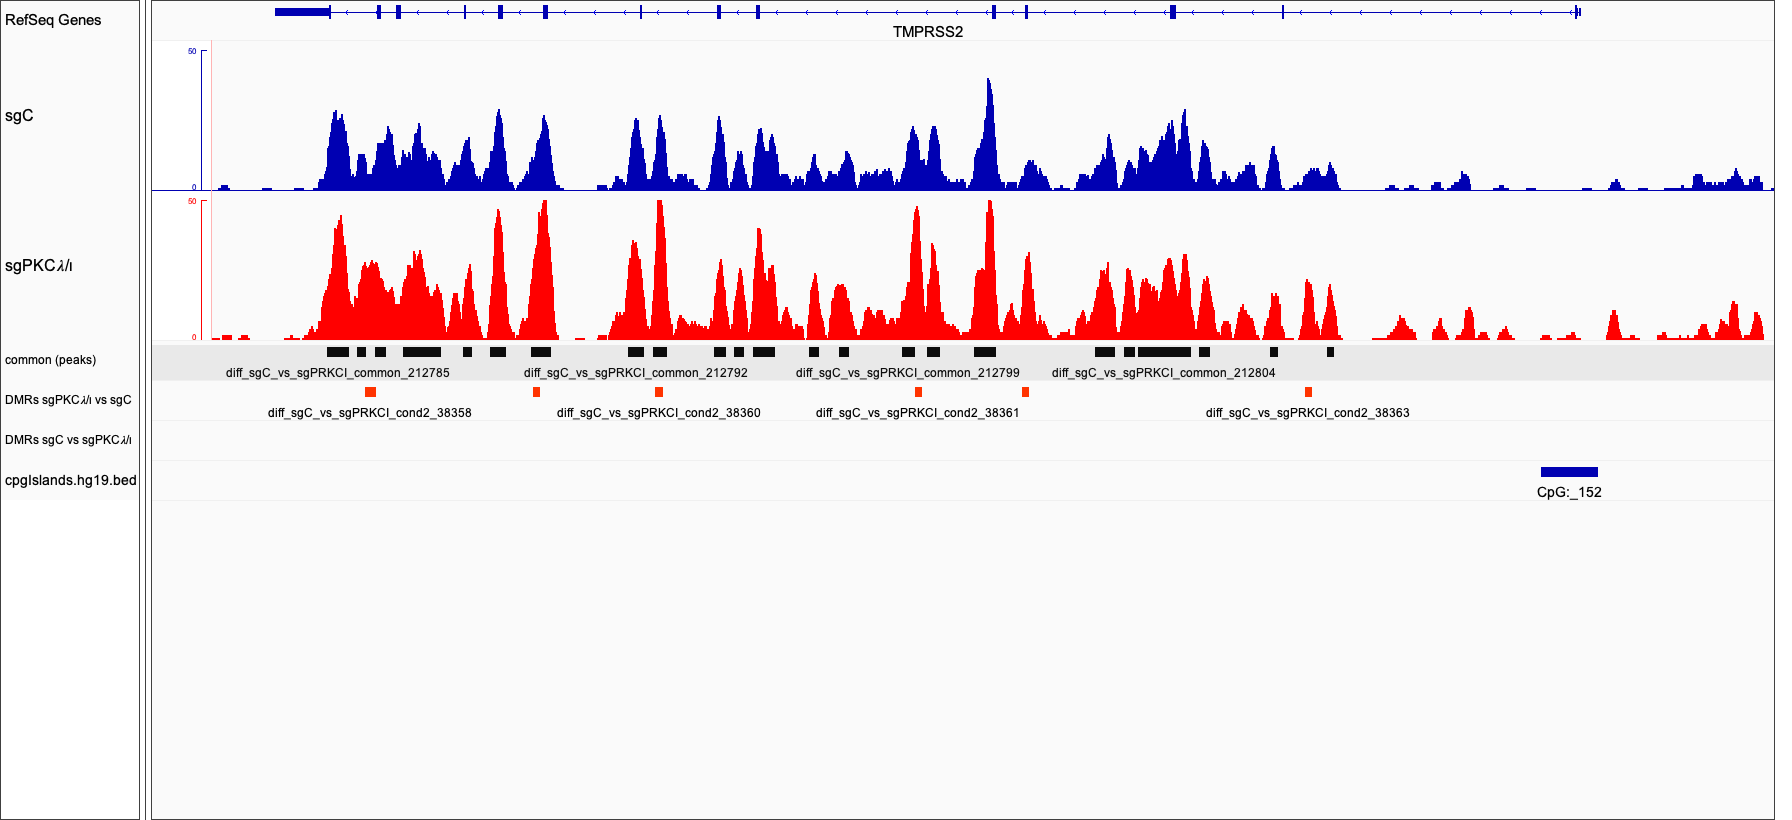 RefSeq Genes
TMPRSS2
50
sgC
0
50
sgPKCλ/ι
0
common (peaks)
diff_sgC_vs_sgPRKCI_common_212785 diff_sgC_vs_sgPRKCI_common_212792 diff_sgC_vs_sgPRKCI_common_212799 diff_sgC_vs_sgPRKCI_common_212804
DMRs sgPKCλ/ι vs sgC
diff_sgC_vs_sgPRKCI_cond2_38358 diff_sgC_vs_sgPRKCI_cond2_38360 diff_sgC_vs_sgPRKCI_cond2_38361 diff_sgC_vs_sgPRKCI_cond2_38363
DMRs sgC vs sgPKCλ/ι
cpgIslands.hg19.bed
CpG:_152